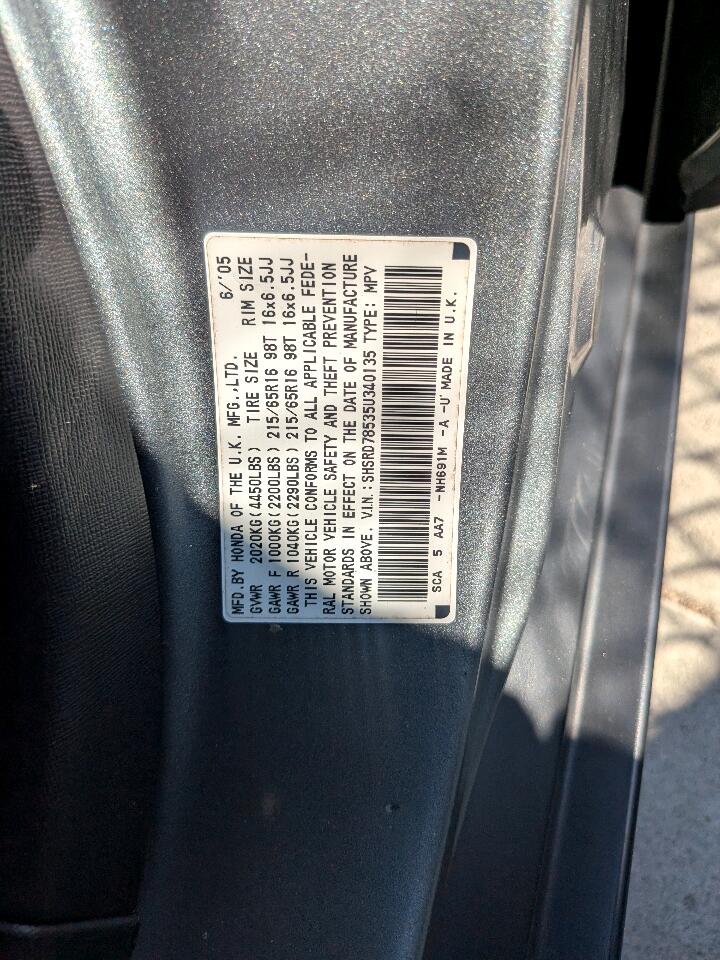 MFD.BY HONDA OF THE U.K. MFG.,LTD. 6/'05
GVWR 2020KG(4450LBS) TIRE SIZE RIM SIZE
GAWR F 1000KG(2200LBS) 215/65R16 98T 16x6.5JJ
GAWR R 1040KG(2290LBS) 215/65R16 98T 16x6.5JJ
THIS VEHICLE CONFORMS TO ALL APPLICABLE FEDE-
RAL MOTOR VEHICLE SAFETY AND THEFT PREVENTION
STANDARDS IN EFFECT ON THE DATE OF MANUFACTURE
SHOWN ABOVE. V.I.N.:SHSRD78535U340135 TYPE: MPV
SCA 5 AA7 -NH691M -A -U MADE IN U.K.